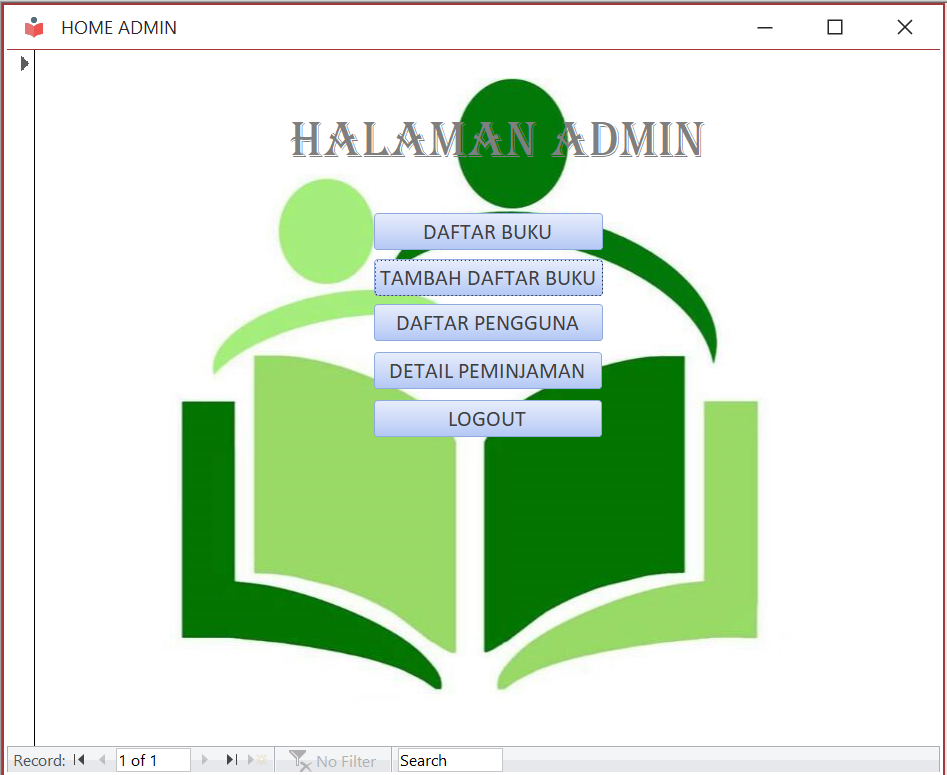 HOME ADMIN
HALAMAN ADMIN
DAFTAR BUKU
TAMBAH DAFTAR BUKU
DAFTAR PENGGUNA
DETAIL PEMINJAMAN
LOGOUT
Record: 1 of 1 No Filter Search